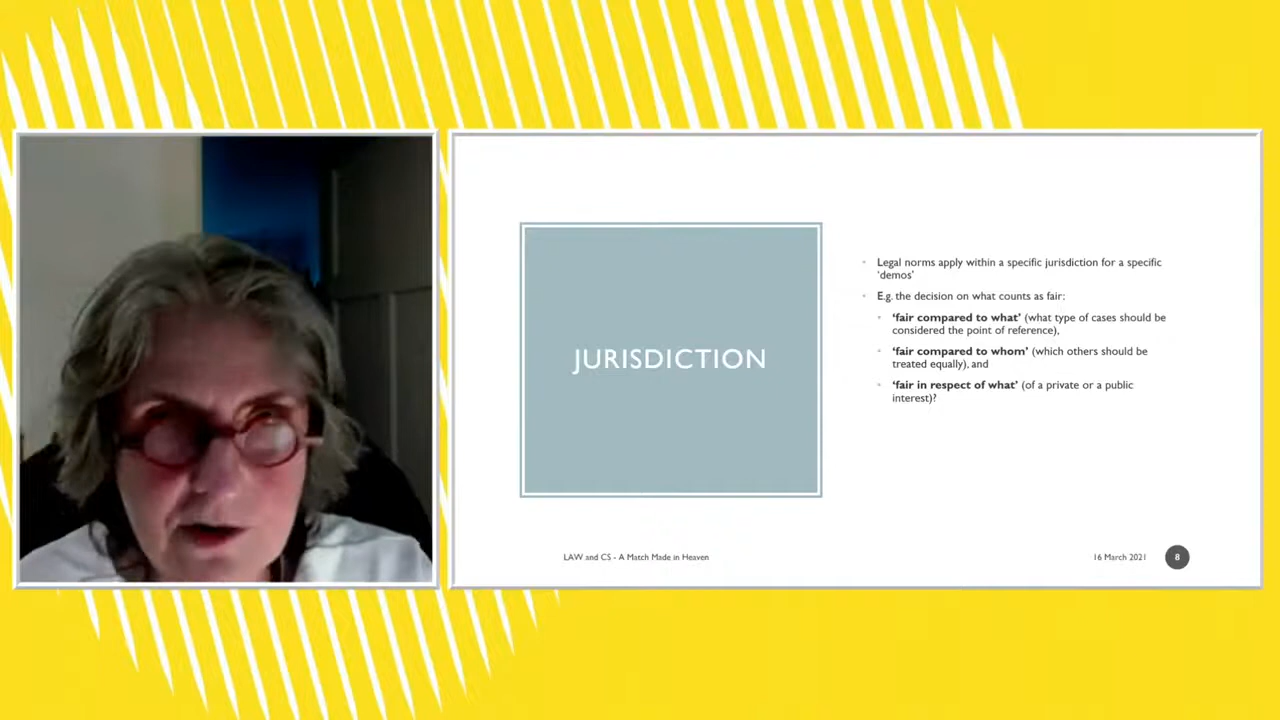 JURISDICTION
Legal norms apply within a specific jurisdiction for a specific
‘demos’
E.g. the decision on what counts as fair:
‘fair compared to what’ (what type of cases should be
considered the point of reference),
‘fair compared to whom’ (which others should be
treated equally), and
‘fair in respect of what’ (of a private or a public
interest)?
LAW and CS - A Match Made in Heaven
16 March 2021
8